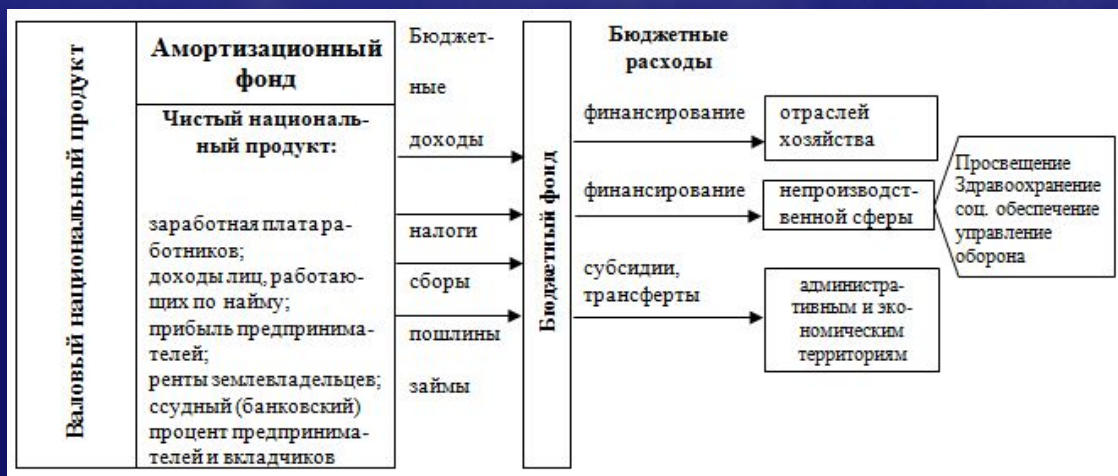 Валовый национальный продукт
Амортизационный
фонд
Чистый националь-
ный продукт:
заработная плата ра-
ботников;
доходы лиц, работаю-
щих по найму;
прибыль предпринима-
телей;
ренты землевладельцев;
ссудный (банковский)
процент предпринима-
телей и вкладчиков
Бюджет-
ные
доходы
налоги
сборы
пошлины
займы
Бюджетный фонд
Бюджетные
расходы
финансирование
отраслей
хозяйства
финансирование
непроизводст-
венной сферы
Просвещение
Здравоохранение
соц. обеспечение
управление
оборона
субсидии,
трансферты
администра-
тивным и эко-
номическим
территориям